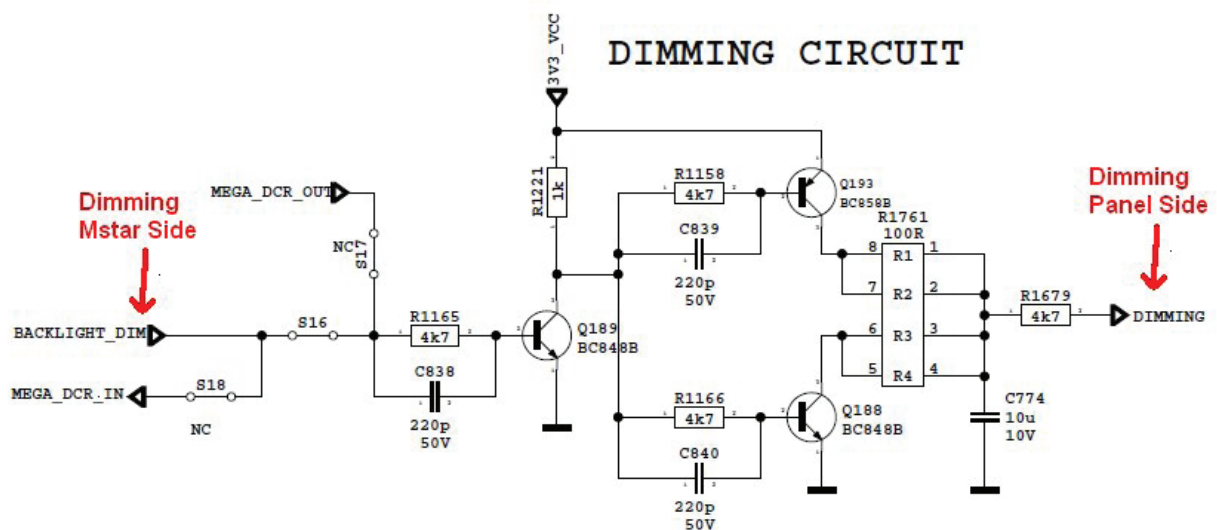 DIMMING CIRCUIT
3V3_VCC
Dimming
Mstar Side
MEGA_DCR_OUT
NC
S17
R1221
1k
R1158
4k7
C839
220p
50V
Q193
BC858B
R1761
100R
8 R1 1
7 R2 2
6 R3 3
5 R4 4
Dimming
Panel Side
R1679
4k7
DIMMING
BACKLIGHT_DIM
S16
R1165
4k7
C838
220p
50V
Q189
BC848B
MEGA_DCR_IN
S18
NC
R1166
4k7
C840
220p
50V
Q188
BC848B
C774
10u
10V